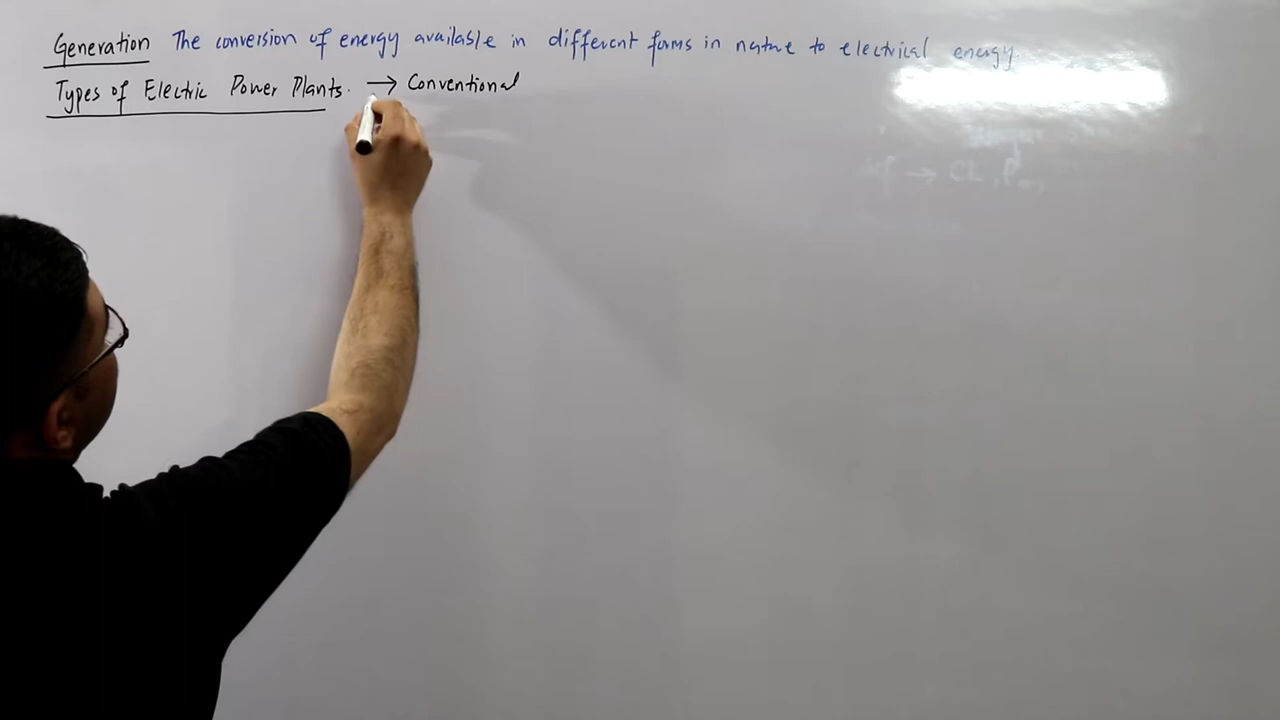 Generation The conversion of energy available in different forms in nature to electrical energy.
Types of Electric Power Plants. → Conventional